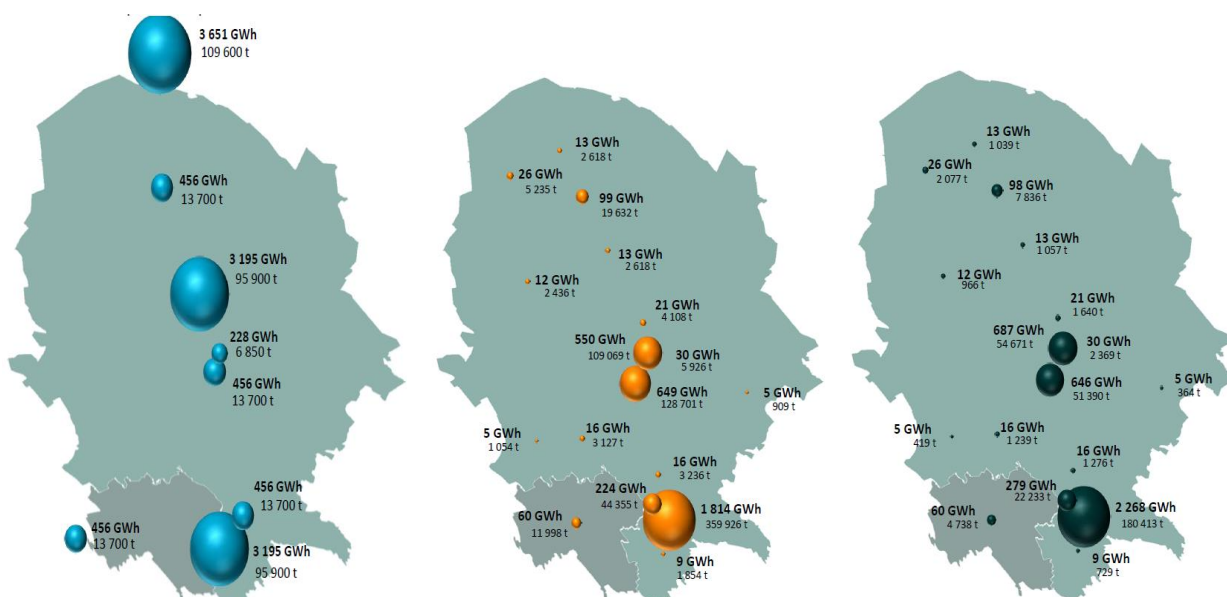 3 651 GWh
109 600 t
456 GWh
13 700 t
3 195 GWh
95 900 t
228 GWh
6 850 t
456 GWh
13 700 t
456 GWh
13 700 t
456 GWh
13 700 t
3 195 GWh
95 900 t
13 GWh
2 618 t
26 GWh
5 235 t
99 GWh
19 632 t
13 GWh
2 618 t
12 GWh
2 436 t
21 GWh
4 108 t
550 GWh
109 069 t
30 GWh
5 926 t
649 GWh
128 701 t
5 GWh
909 t
5 GWh
1 054 t
16 GWh
3 127 t
16 GWh
3 236 t
224 GWh
44 355 t
60 GWh
11 998 t
1 814 GWh
359 926 t
9 GWh
1 854 t
13 GWh
1 039 t
26 GWh
2 077 t
98 GWh
7 836 t
13 GWh
1 057 t
12 GWh
966 t
21 GWh
1 640 t
687 GWh
54 671 t
30 GWh
2 369 t
646 GWh
51 390 t
5 GWh
364 t
5 GWh
419 t
16 GWh
1 239 t
16 GWh
1 276 t
279 GWh
22 233 t
60 GWh
4 738 t
2 268 GWh
180 413 t
9 GWh
729 t